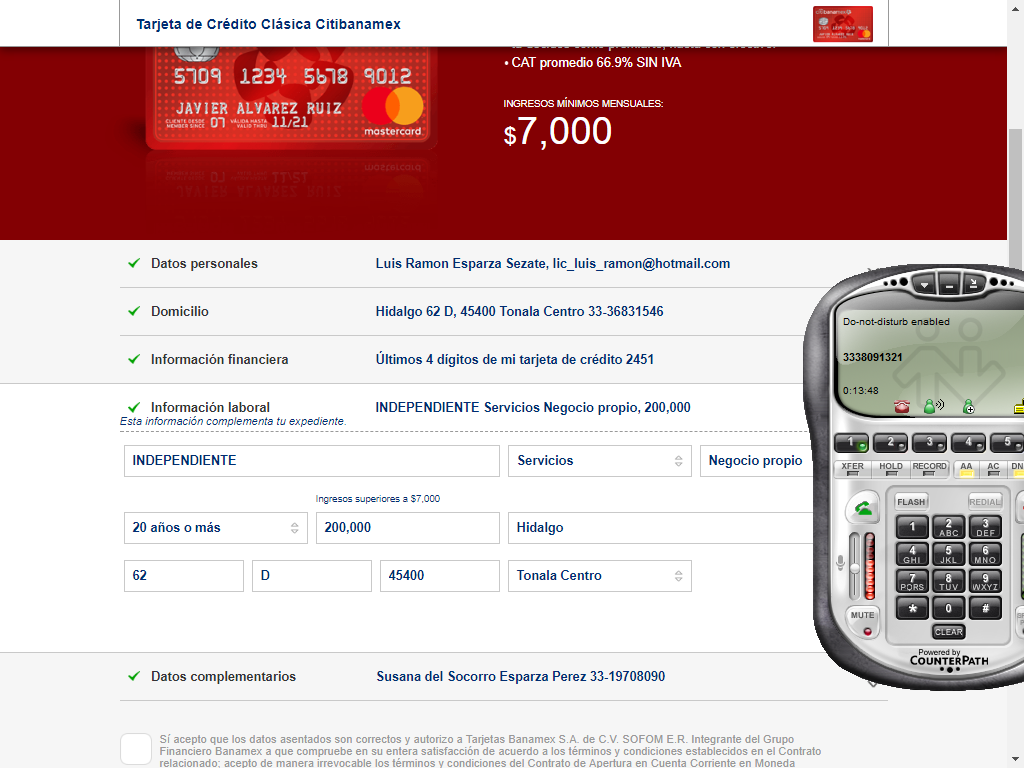 Tarjeta de Crédito Clásica Citibanamex
• CAT promedio 66.9% SIN IVA
5709 1234 5678 9012
INGRESOS MÍNIMOS MENSUALES:
JAVIER ALVAREZ RUIZ
$7,000
CLIENTE DESDE
MEMBER SINCE 07 VÁLIDA HASTA
VALID THRU 11/21
mastercard
✓ Datos personales Luis Ramon Esparza Sezate, lic_luis_ramon@hotmail.com
✓ Domicilio Hidalgo 62 D, 45400 Tonala Centro 33-36831546
✓ Información financiera Últimos 4 dígitos de mi tarjeta de crédito 2451
✓ Información laboral INDEPENDIENTE Servicios Negocio propio, 200,000
Esta información complementa tu expediente.
INDEPENDIENTE Servicios Negocio propio
Ingresos superiores a $7,000
20 años o más 200,000 Hidalgo
62 D 45400 Tonala Centro
✓ Datos complementarios Susana del Socorro Esparza Perez 33-19708090
Sí acepto que los datos asentados son correctos y autorizo a Tarjetas Banamex S.A. de C.V. SOFOM E.R. Integrante del Grupo
Financiero Banamex a que compruebe en su entera satisfacción de acuerdo a los términos y condiciones establecidos en el Contrato
relacionado; acepto de manera irrevocable los términos y condiciones del Contrato de Apertura en Cuenta Corriente en Moneda
Do-not-disturb enabled
3338091321
0:13:48
1 2 3 4 5
XFER HOLD RECORD AA AC DN
FLASH REDIAL
1 2 ABC 3 DEF
4 GHI 5 JKL 6 MNO
7 PQRS 8 TUV 9 WXYZ
* 0 #
MUTE
CLEAR
Powered by
COUNTERPATH